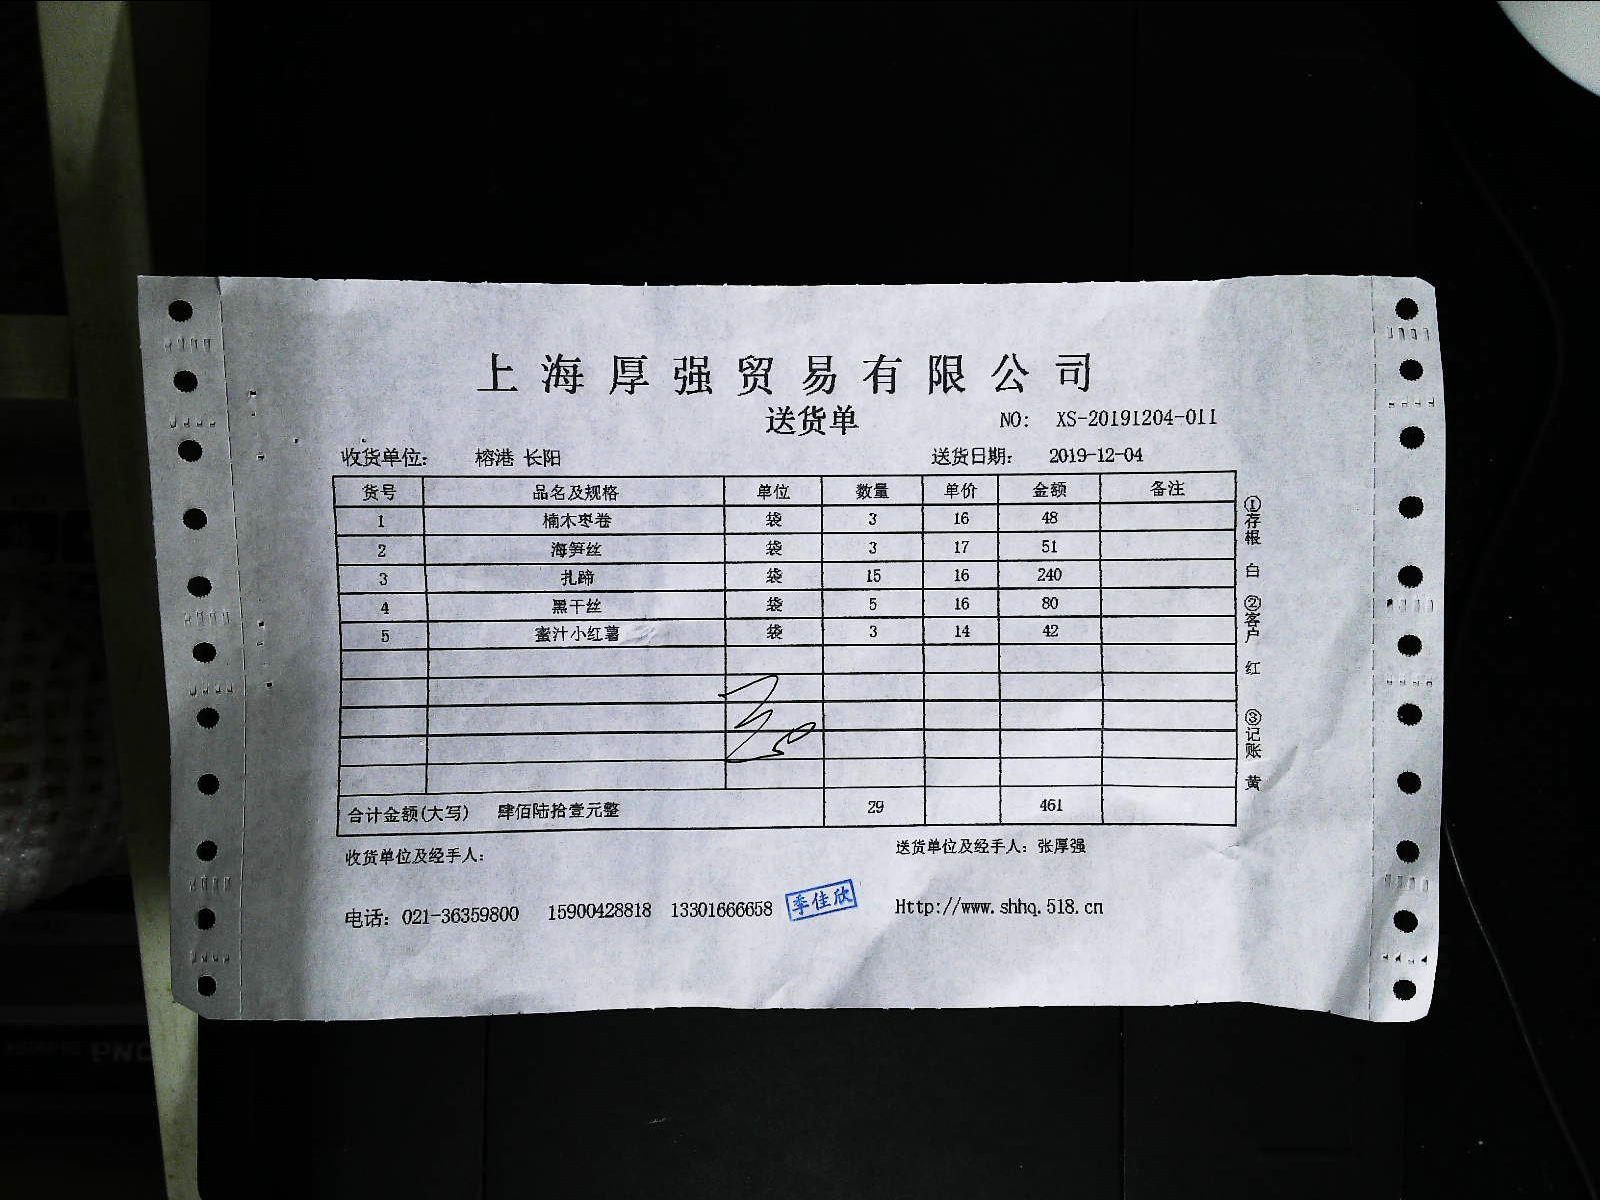 上海厚强贸易有限公司
送货单
NO: XS-20191204-011
收货单位: 榕港 长阳 送货日期: 2019-12-04
货号 品名及规格 单位 数量 单价 金额 备注
1 楠木枣卷 袋 3 16 48
2 海笋丝 袋 3 17 51
3 扎蹄 袋 15 16 240
4 黑干丝 袋 5 16 80
5 蜜汁小红薯 袋 3 14 42
合计金额(大写) 肆佰陆拾壹元整 29 461
①存根 白 ②客户 红 ③记账 黄
收货单位及经手人: 送货单位及经手人: 张厚强
电话: 021-36359800 15900428818 13301666658 李佳欣 Http://www.shhq.518.cn